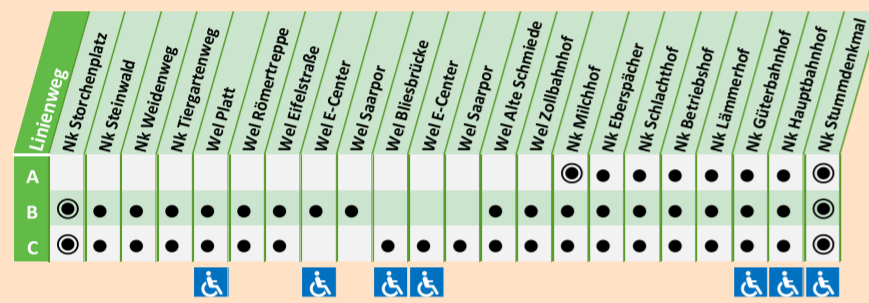 Linienweg
Nk Storchenplatz
Nk Steinwald
Nk Weidenweg
Nk Tiergartenweg
Wel Platt
Wel Römertreppe
Wel Eifelstraße
Wel E-Center
Wel Saarpor
Wel Bliesbrücke
Wel E-Center
Wel Saarpor
Wel Alte Schmiede
Wel Zollbahnhof
Nk Milchhof
Nk Eberspächer
Nk Schlachthof
Nk Betriebshof
Nk Lämmerhof
Nk Güterbahnhof
Nk Hauptbahnhof
Nk Stummdenkmal
A
B
C